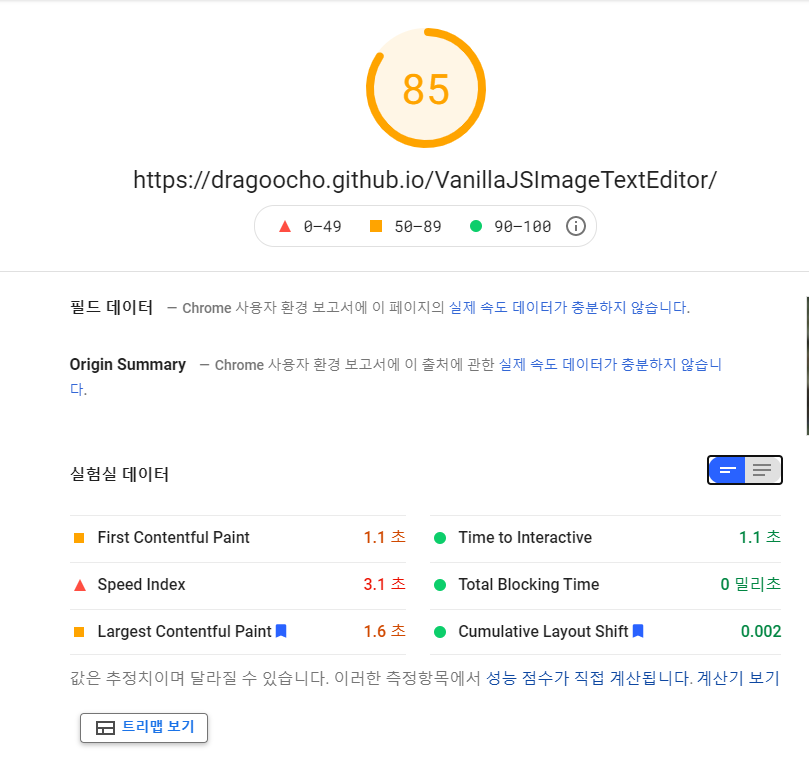 85
https://dragoocho.github.io/VanillaJSImageTextEditor/
0–49 50–89 90–100
필드 데이터 — Chrome 사용자 환경 보고서에 이 페이지의 실제 속도 데이터가 충분하지 않습니다.
Origin Summary — Chrome 사용자 환경 보고서에 이 출처에 관한 실제 속도 데이터가 충분하지 않습니
다.
실험실 데이터
First Contentful Paint 1.1 초
Time to Interactive 1.1 초
Speed Index 3.1 초
Total Blocking Time 0 밀리초
Largest Contentful Paint 1.6 초
Cumulative Layout Shift 0.002
값은 추정치이며 달라질 수 있습니다. 이러한 측정항목에서 성능 점수가 직접 계산됩니다. 계산기 보기
트리맵 보기